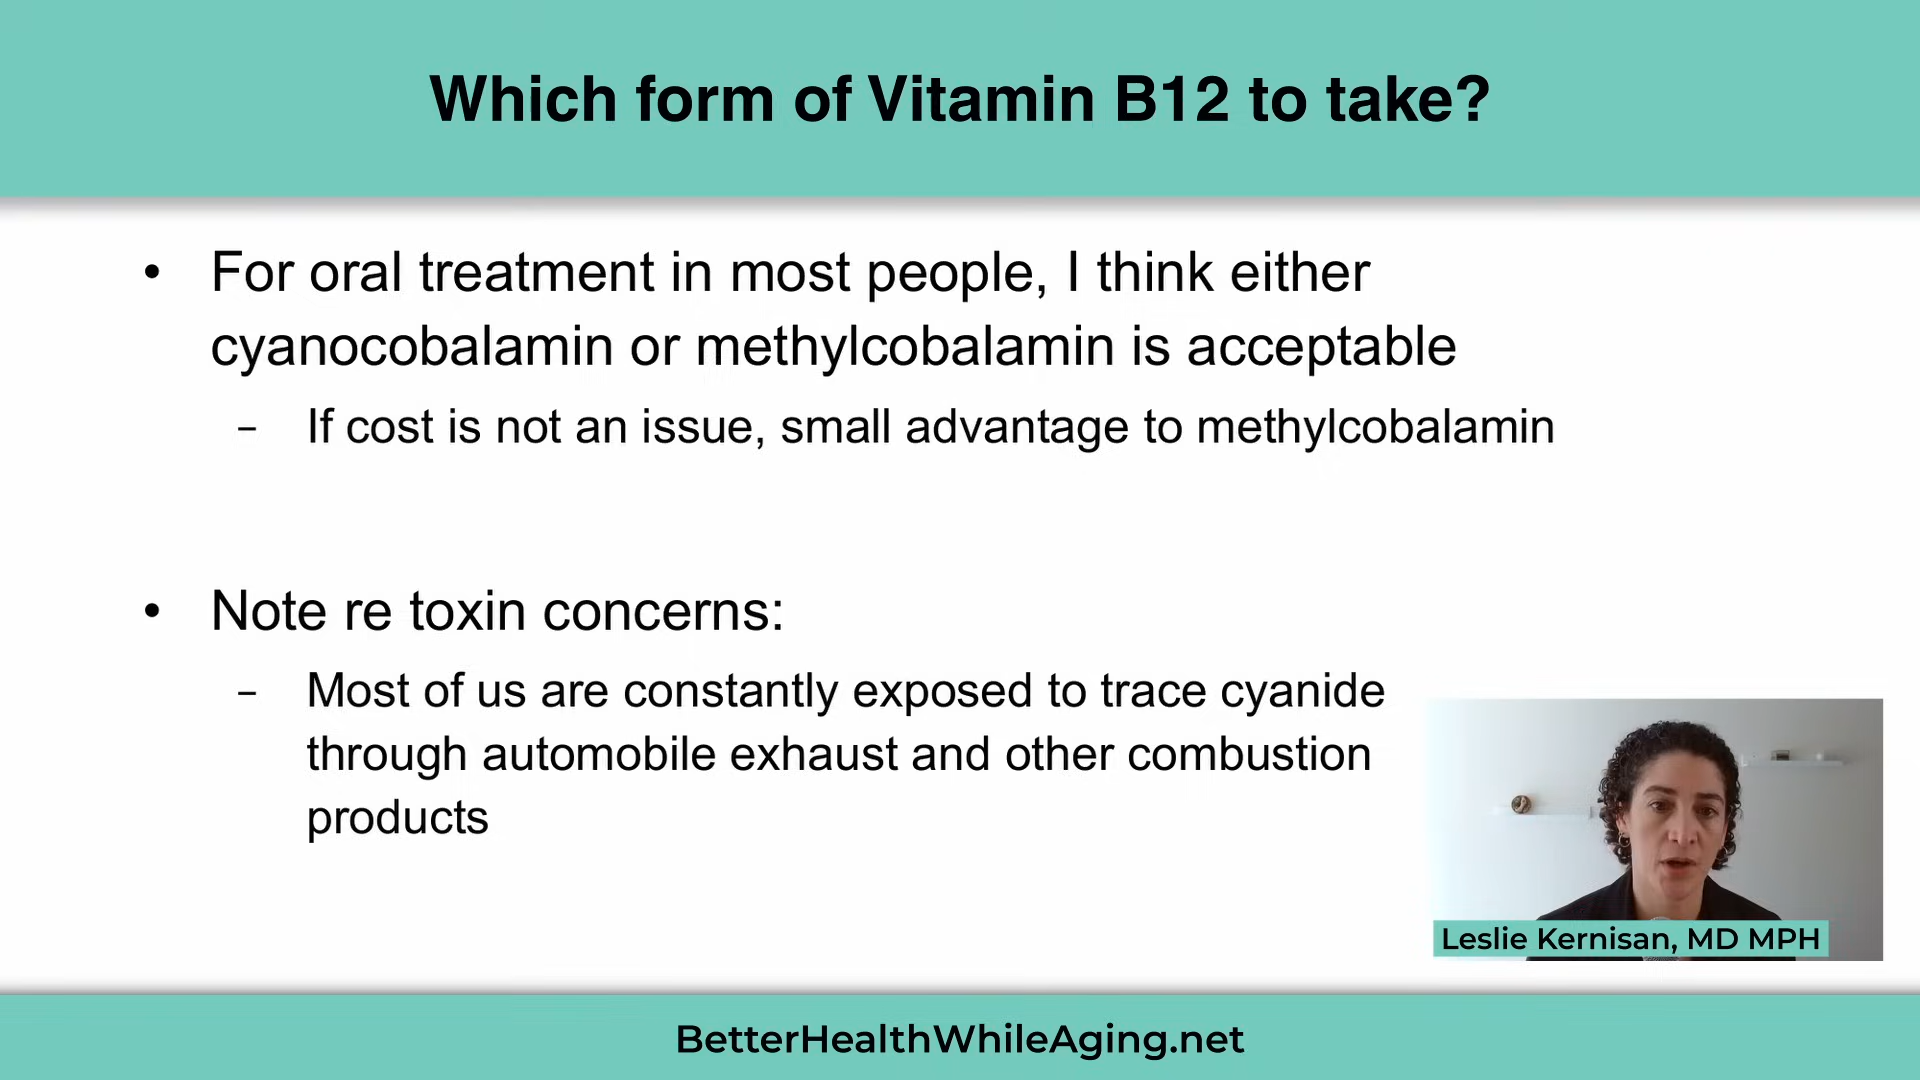 Which form of Vitamin B12 to take?
• For oral treatment in most people, I think either
cyanocobalamin or methylcobalamin is acceptable
– If cost is not an issue, small advantage to methylcobalamin
• Note re toxin concerns:
– Most of us are constantly exposed to trace cyanide
through automobile exhaust and other combustion
products
Leslie Kernisan, MD MPH
BetterHealthWhileAging.net